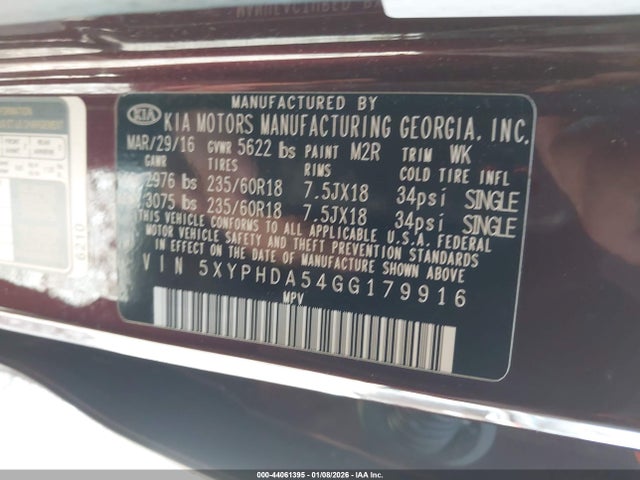 MANUFACTURED BY
KIA KIA MOTORS MANUFACTURING GEORGIA. INC.
MAR/29/16 GVWR 5622 lbs PAINT M2R TRIM WK
GAWR TIRES RIMS COLD TIRE INFL
2976 lbs 235/60R18 7.5JX18 34psi SINGLE
3075 lbs 235/60R18 7.5JX18 34psi SINGLE
THIS VEHICLE CONFORMS TO ALL APPLICABLE U.S.A. FEDERAL
MOTOR VEHICLE SAFETY AND THEFT PREVENTION STANDARDS
IN EFFECT ON THE DATE OF MANUFACTURE SHOWN ABOVE.
VIN 5XYPHDA54GG179916
MPV
6210
000-44061395 - 01/08/2026 - IAA Inc.